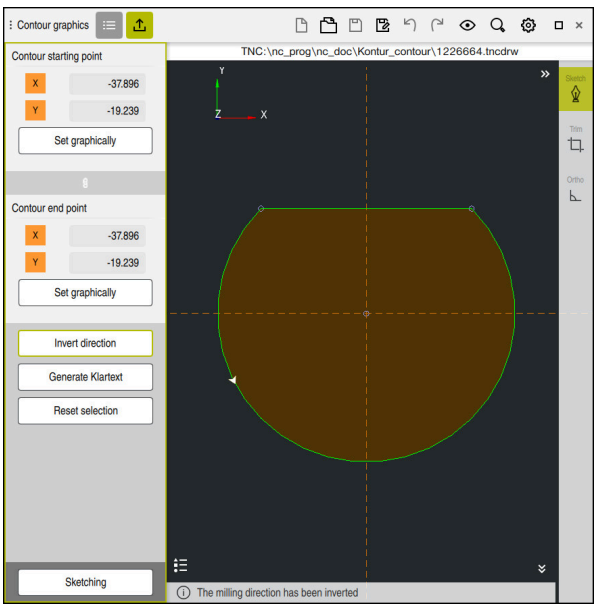 Contour graphics
TNC:\nc_prog\nc_doc\Kontur_contour\1226664.tncdrw
Contour starting point
X
-37.896
Y
-19.239
Set graphically
Contour end point
X
-37.896
Y
-19.239
Set graphically
Invert direction
Generate Klartext
Reset selection
Sketching
Y
Z
X
Sketch
Trim
Ortho
The milling direction has been inverted